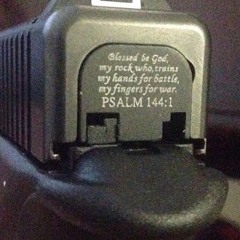 Blessed be God,
my rock who, trains
my hands for battle,
my fingers for war.
PSALM 144:1